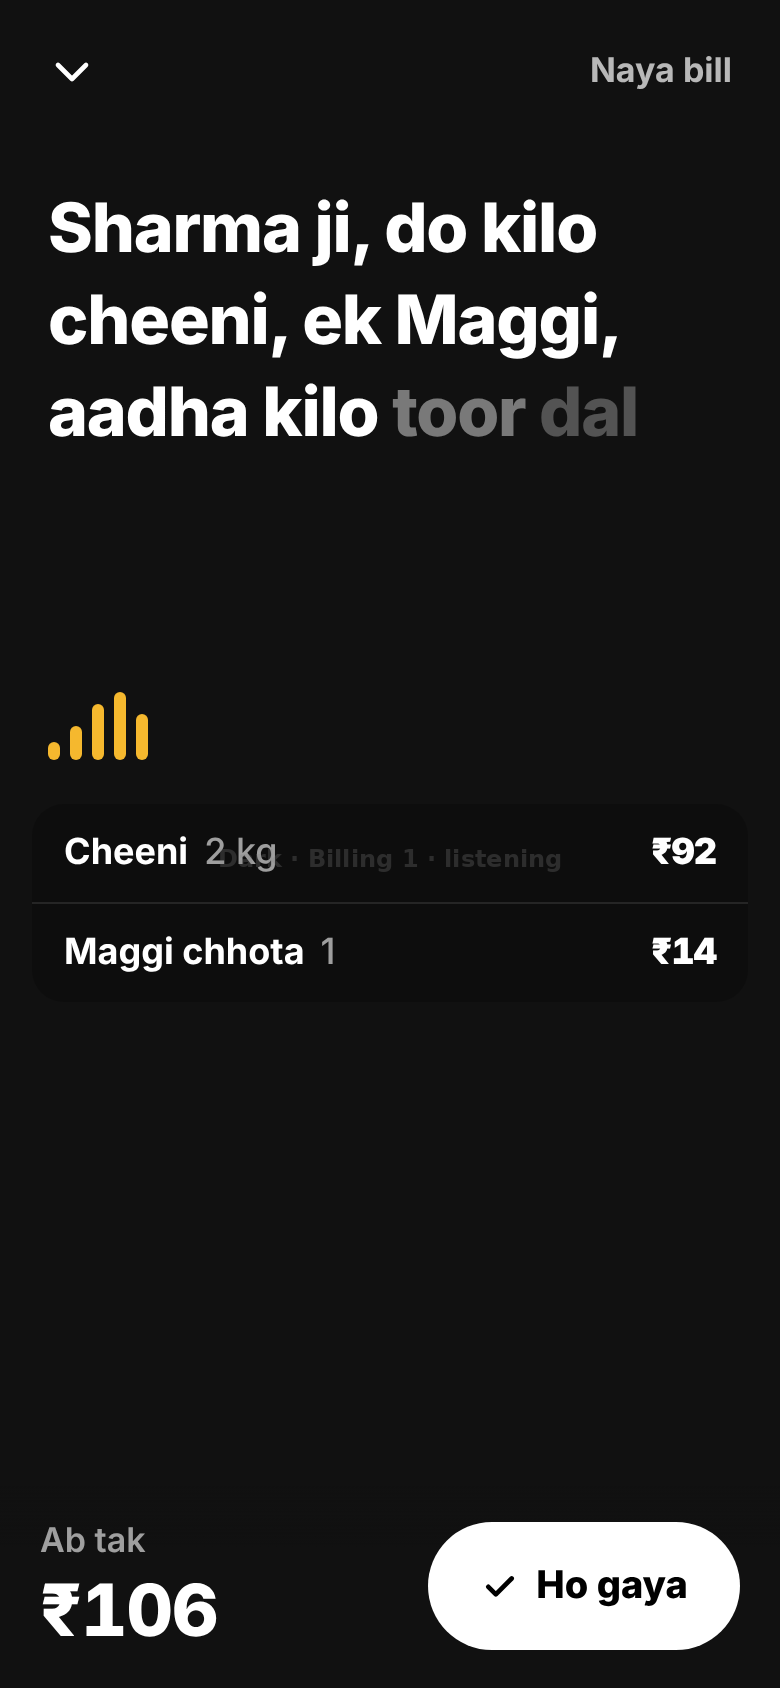 Naya bill
Sharma ji, do kilo
cheeni, ek Maggi,
aadha kilo toor dal
Cheeni 2 kg ₹92
Dark · Billing 1 · listening
Maggi chhota 1 ₹14
Ab tak
₹106
Ho gaya